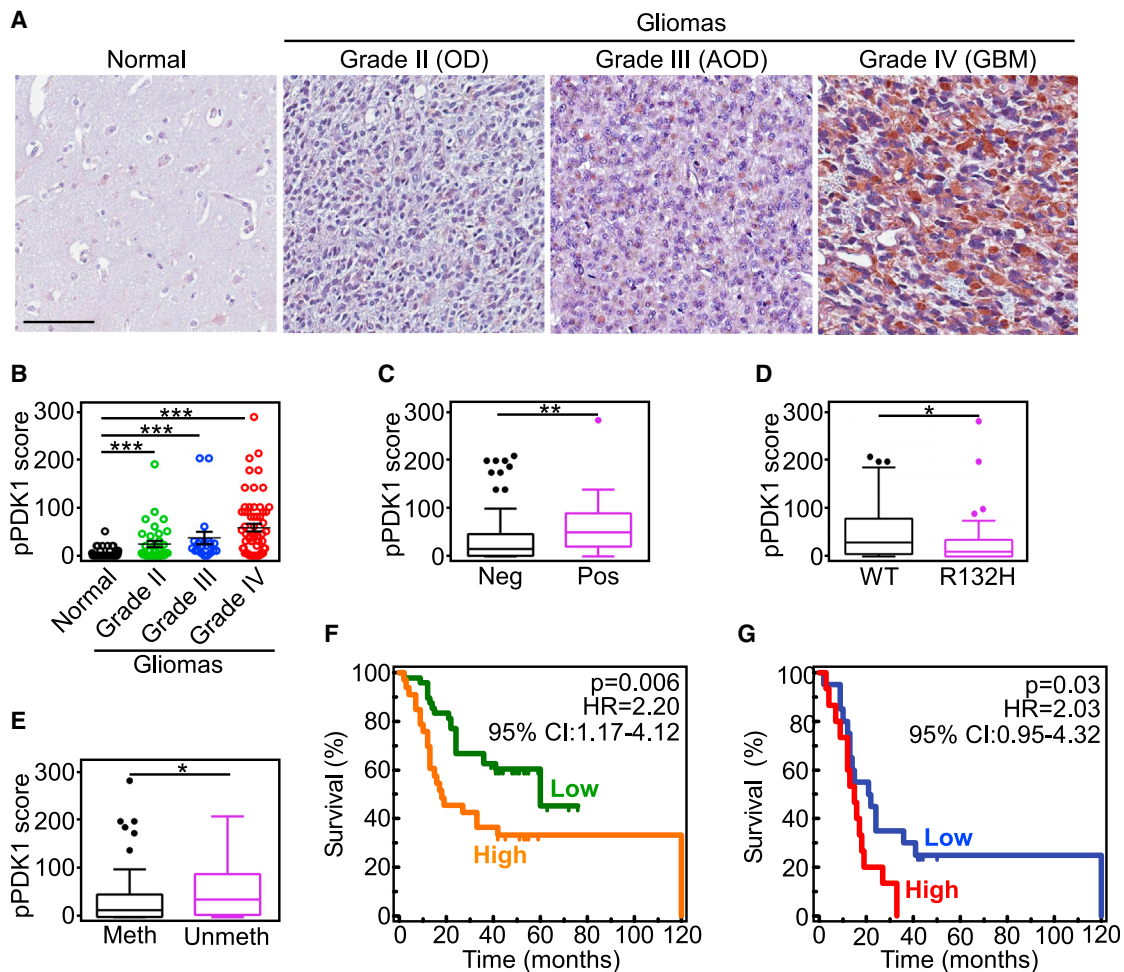 A
Gliomas
Normal
Grade II (OD)
Grade III (AOD)
Grade IV (GBM)
B
pPDK1 score
300
200
100
0
***
***
***
Normal
Grade II
Grade III
Grade IV
Gliomas
C
pPDK1 score
300
200
100
0
**
Neg
Pos
D
pPDK1 score
300
200
100
0
*
WT
R132H
E
pPDK1 score
300
200
100
0
*
Meth
Unmeth
F
Survival (%)
100
80
60
40
20
0
p=0.006
HR=2.20
95% CI:1.17-4.12
Low
High
0 20 40 60 80 100 120
Time (months)
G
Survival (%)
100
80
60
40
20
0
p=0.03
HR=2.03
95% CI:0.95-4.32
Low
High
0 20 40 60 80 100 120
Time (months)